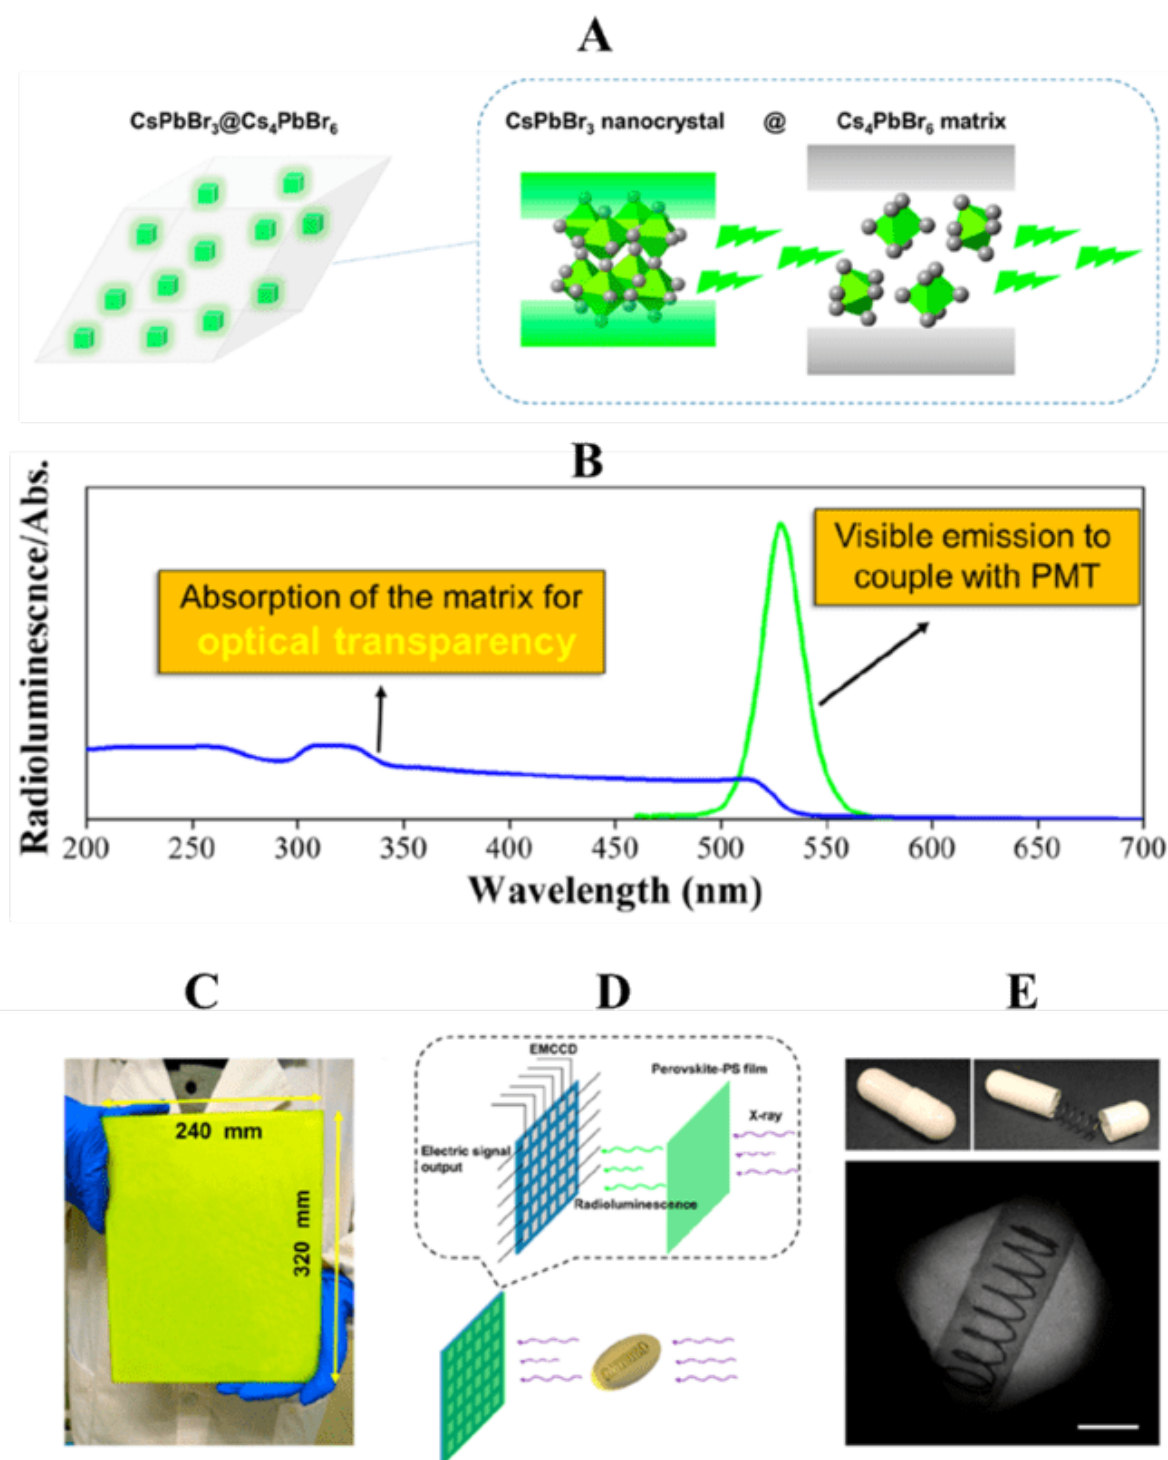 A
CsPbBr₃@Cs₄PbBr₆
CsPbBr₃ nanocrystal @ Cs₄PbBr₆ matrix
B
Radioluminescnce/Abs.
Absorption of the matrix for
optical transparency
Visible emission to
couple with PMT
200 250 300 350 400 450 500 550 600 650 700
Wavelength (nm)
C
240 mm
320 mm
D
EMCCD
Perovskite-PS film
X-ray
Electric signal
output
Radioluminescence
E